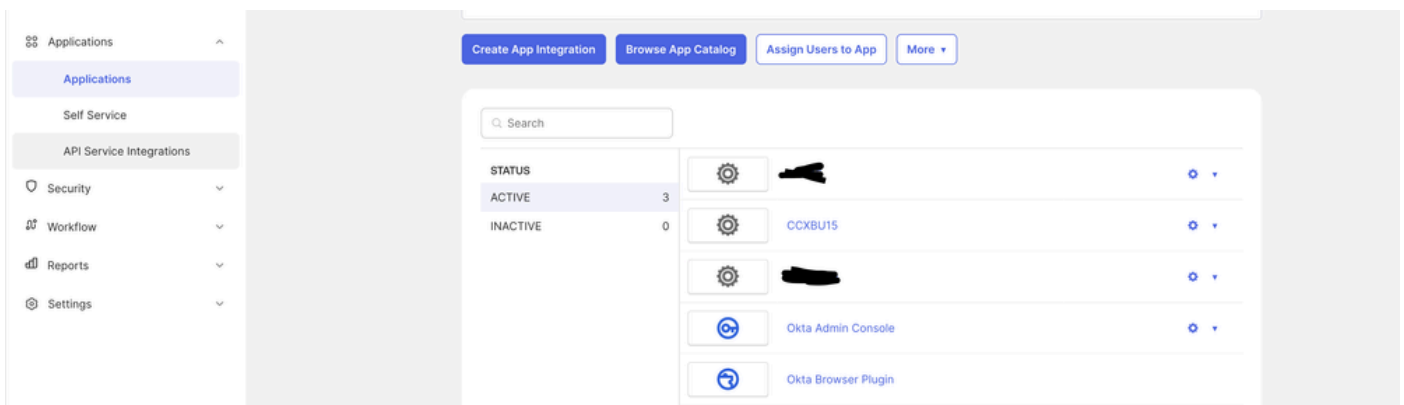 Applications
Applications
Self Service
API Service Integrations
Security
Workflow
Reports
Settings
Create App Integration
Browse App Catalog
Assign Users to App
More
Search
STATUS
ACTIVE 3
INACTIVE 0
CCXBU15
Okta Admin Console
Okta Browser Plugin